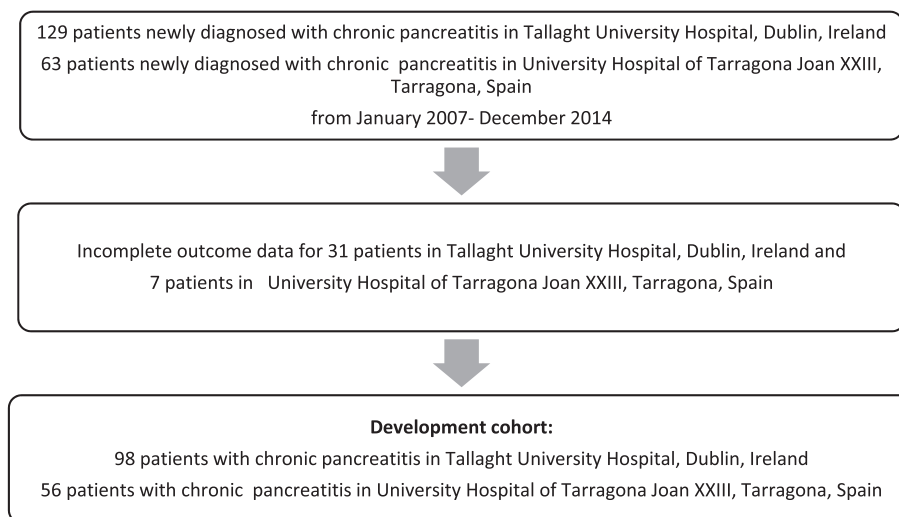 129 patients newly diagnosed with chronic pancreatitis in Tallaght University Hospital, Dublin, Ireland
63 patients newly diagnosed with chronic pancreatitis in University Hospital of Tarragona Joan XXIII,
Tarragona, Spain
from January 2007- December 2014
Incomplete outcome data for 31 patients in Tallaght University Hospital, Dublin, Ireland and
7 patients in University Hospital of Tarragona Joan XXIII, Tarragona, Spain
Development cohort:
98 patients with chronic pancreatitis in Tallaght University Hospital, Dublin, Ireland
56 patients with chronic pancreatitis in University Hospital of Tarragona Joan XXIII, Tarragona, Spain